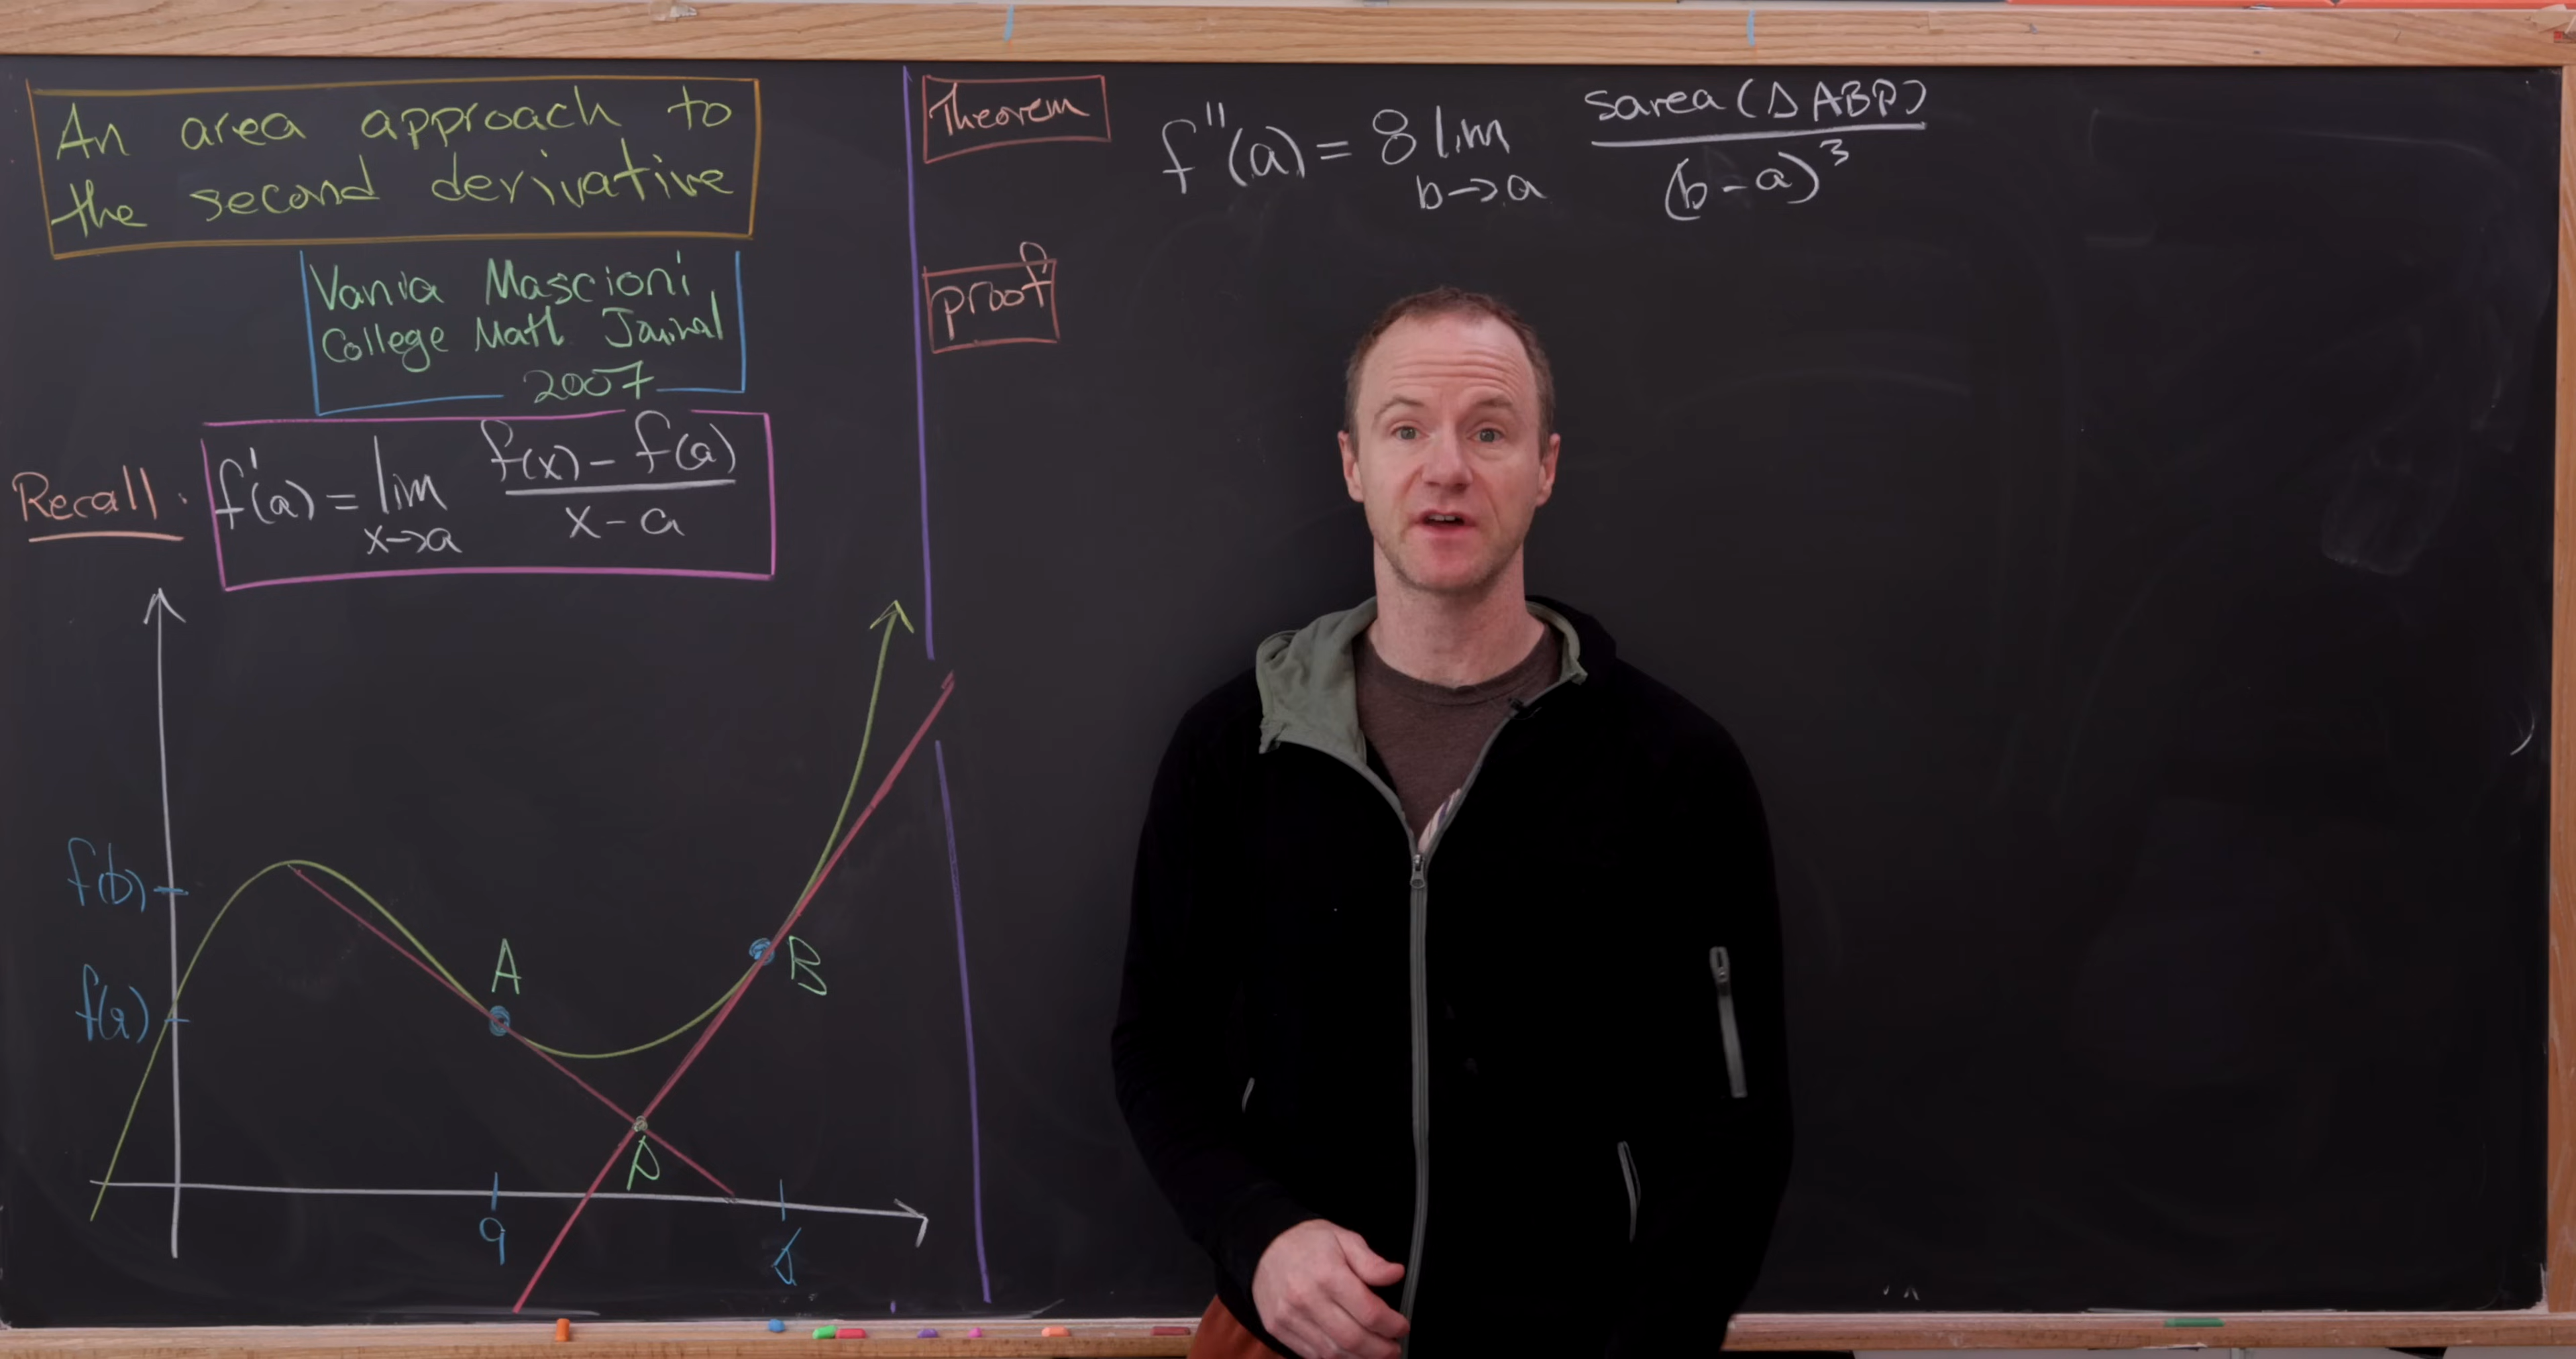 An area approach to
the second derivative
Vania Mascioni
College Math Journal
2007
Recall
f'(a) = lim x→a f(x) - f(a) / x - a
f(b)
f(a)
A
B
P
a
b
Theorem
f''(a) = 8 lim b→a sarea(△ABP) / (b-a)³
proof